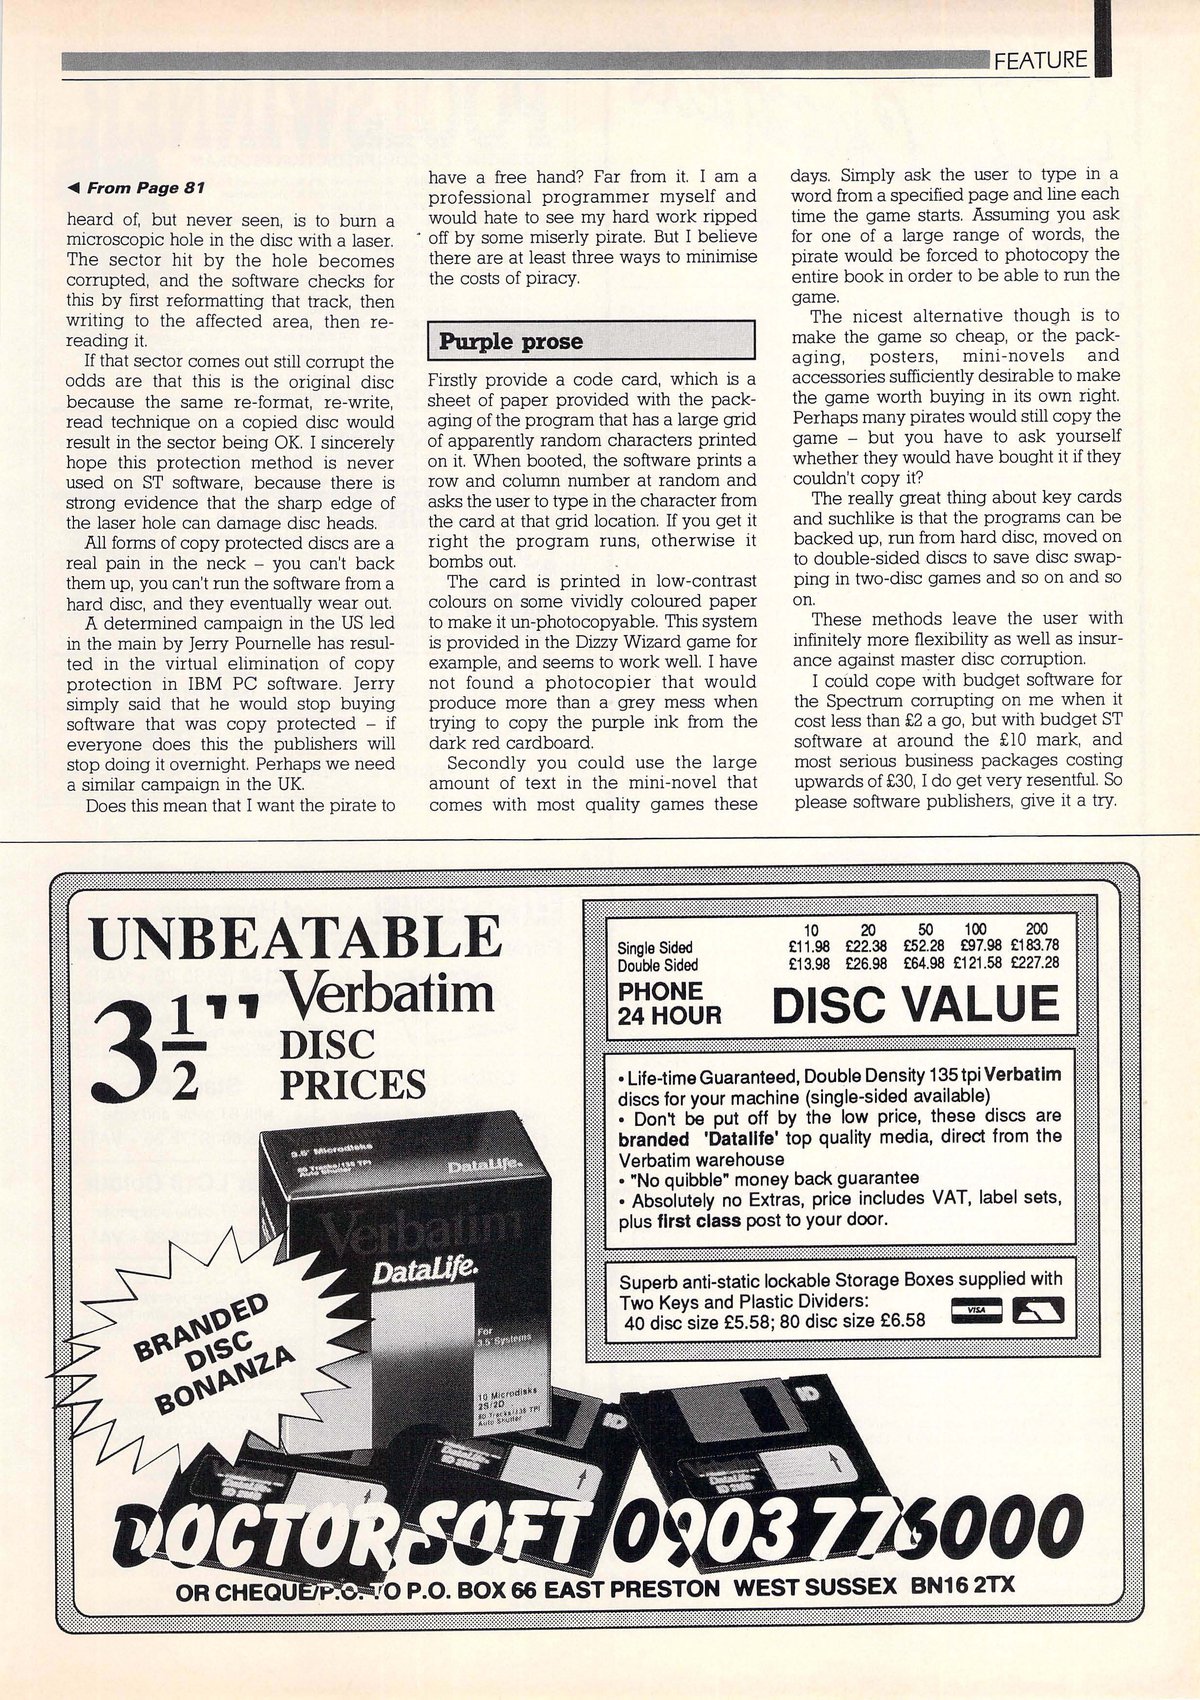 FEATURE
◄ From Page 81
heard of, but never seen, is to burn a
microscopic hole in the disc with a laser.
The sector hit by the hole becomes
corrupted, and the software checks for
this by first reformatting that track, then
writing to the affected area, then re-
reading it.
If that sector comes out still corrupt the
odds are that this is the original disc
because the same re-format, re-write,
read technique on a copied disc would
result in the sector being OK. I sincerely
hope this protection method is never
used on ST software, because there is
strong evidence that the sharp edge of
the laser hole can damage disc heads.
All forms of copy protected discs are a
real pain in the neck – you can't back
them up, you can't run the software from a
hard disc, and they eventually wear out.
A determined campaign in the US led
in the main by Jerry Pournelle has resul-
ted in the virtual elimination of copy
protection in IBM PC software. Jerry
simply said that he would stop buying
software that was copy protected – if
everyone does this the publishers will
stop doing it overnight. Perhaps we need
a similar campaign in the UK.
Does this mean that I want the pirate to
have a free hand? Far from it. I am a
professional programmer myself and
would hate to see my hard work ripped
off by some miserly pirate. But I believe
there are at least three ways to minimise
the costs of piracy.
Purple prose
Firstly provide a code card, which is a
sheet of paper provided with the pack-
aging of the program that has a large grid
of apparently random characters printed
on it. When booted, the software prints a
row and column number at random and
asks the user to type in the character from
the card at that grid location. If you get it
right the program runs, otherwise it
bombs out.
The card is printed in low-contrast
colours on some vividly coloured paper
to make it un-photocopyable. This system
is provided in the Dizzy Wizard game for
example, and seems to work well. I have
not found a photocopier that would
produce more than a grey mess when
trying to copy the purple ink from the
dark red cardboard.
Secondly you could use the large
amount of text in the mini-novel that
comes with most quality games these
days. Simply ask the user to type in a
word from a specified page and line each
time the game starts. Assuming you ask
for one of a large range of words, the
pirate would be forced to photocopy the
entire book in order to be able to run the
game.
The nicest alternative though is to
make the game so cheap, or the pack-
aging, posters, mini-novels and
accessories sufficiently desirable to make
the game worth buying in its own right.
Perhaps many pirates would still copy the
game – but you have to ask yourself
whether they would have bought it if they
couldn't copy it?
The really great thing about key cards
and suchlike is that the programs can be
backed up, run from hard disc, moved on
to double-sided discs to save disc swap-
ping in two-disc games and so on and so
on.
These methods leave the user with
infinitely more flexibility as well as insur-
ance against master disc corruption.
I could cope with budget software for
the Spectrum corrupting on me when it
cost less than £2 a go, but with budget ST
software at around the £10 mark, and
most serious business packages costing
upwards of £30, I do get very resentful. So
please software publishers, give it a try.
UNBEATABLE
3½" Verbatim
DISC
PRICES
10 20 50 100 200
Single Sided £11.98 £22.38 £52.28 £97.98 £183.78
Double Sided £13.98 £26.98 £64.98 £121.58 £227.28
PHONE
24 HOUR
DISC VALUE
• Life-time Guaranteed, Double Density 135 tpi Verbatim
discs for your machine (single-sided available)
• Don't be put off by the low price, these discs are
branded 'Datalife' top quality media, direct from the
Verbatim warehouse
• "No quibble" money back guarantee
• Absolutely no Extras, price includes VAT, label sets,
plus first class post to your door.
Superb anti-static lockable Storage Boxes supplied with
Two Keys and Plastic Dividers:
40 disc size £5.58; 80 disc size £6.58
VISA
3.5" Microdisks
80 Tracks/135 TPI
Auto Shutter
DataLife.
Verbatim
DataLife.
For
3.5" Systems
10 Microdisks
2S/2D
80 Tracks/135 TPI
Auto Shutter
BRANDED
DISC
BONANZA
DOCTOR SOFT 0903 776000
OR CHEQUE/P.O. TO P.O. BOX 66 EAST PRESTON WEST SUSSEX BN16 2TX